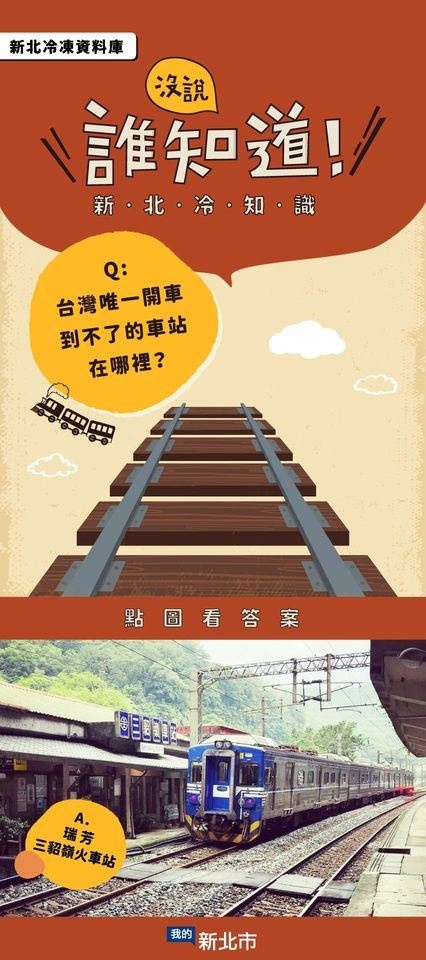 新北冷凍資料庫
沒說
誰知道!
新·北·冷·知·識
Q:
台灣唯一開車
到不了的車站
在哪裡?
點圖看答案
三貂嶺車站
A.
瑞芳
三貂嶺火車站
我的新北市